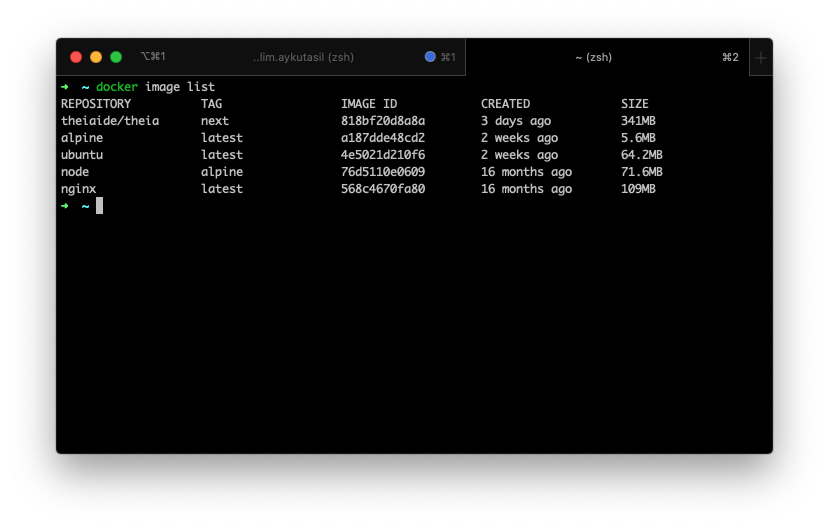 ⌥⌘1 ..lim.aykutasil (zsh) ⌘1 ~ (zsh) ⌘2 +
➜ ~ docker image list
REPOSITORY TAG IMAGE ID CREATED SIZE
theiaide/theia next 818bf20d8a8a 3 days ago 341MB
alpine latest a187dde48cd2 2 weeks ago 5.6MB
ubuntu latest 4e5021d210f6 2 weeks ago 64.2MB
node alpine 76d5110e0609 16 months ago 71.6MB
nginx latest 568c4670fa80 16 months ago 109MB
➜ ~